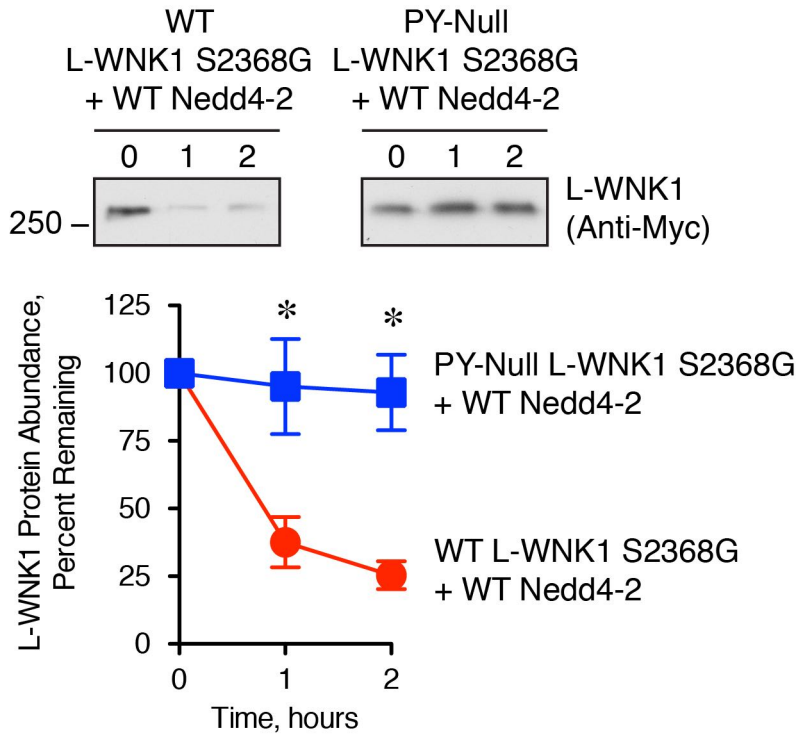 WT
L-WNK1 S2368G
+ WT Nedd4-2
PY-Null
L-WNK1 S2368G
+ WT Nedd4-2
0 1 2
0 1 2
250
L-WNK1
(Anti-Myc)
L-WNK1 Protein Abundance,
Percent Remaining
125
100
75
50
25
0
* *
PY-Null L-WNK1 S2368G
+ WT Nedd4-2
WT L-WNK1 S2368G
+ WT Nedd4-2
0 1 2
Time, hours